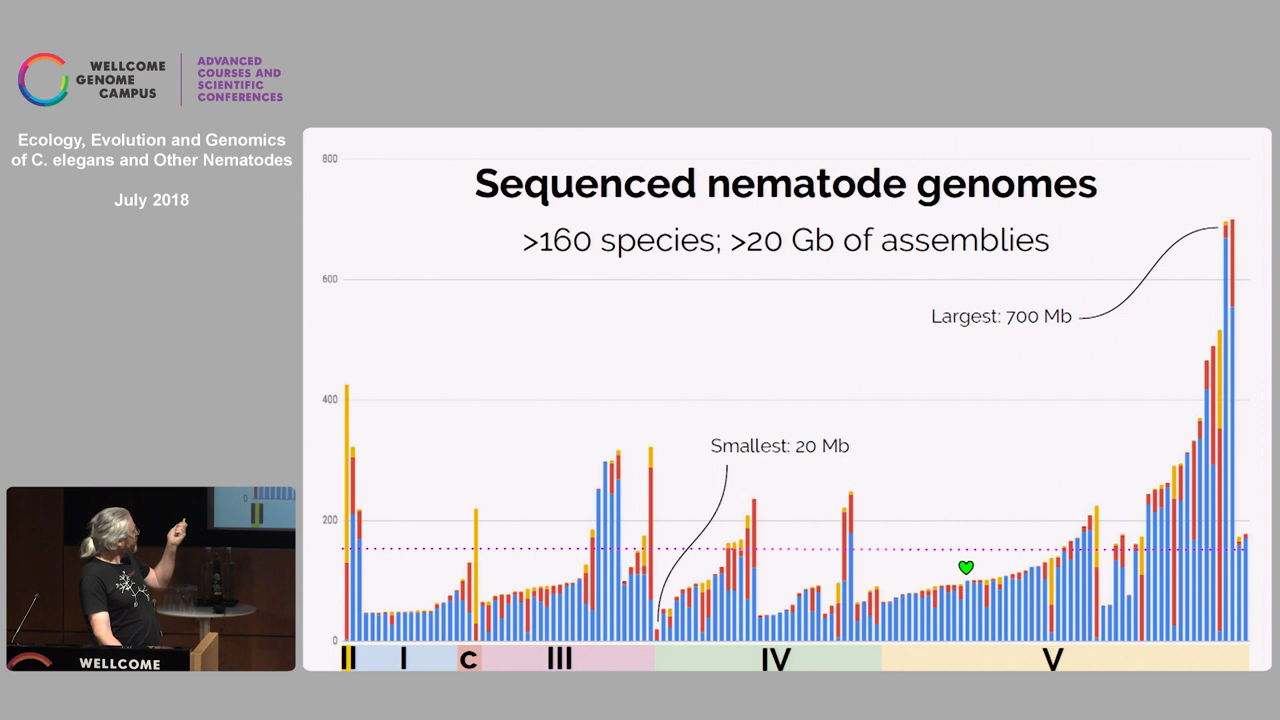 WELLCOME
GENOME
CAMPUS
ADVANCED
COURSES AND
SCIENTIFIC
CONFERENCES
Ecology, Evolution and Genomics
of C. elegans and Other Nematodes
July 2018
Sequenced nematode genomes
>160 species; >20 Gb of assemblies
800
600
400
200
0
Largest: 700 Mb
Smallest: 20 Mb
II I C III IV V
0
WELLCOME